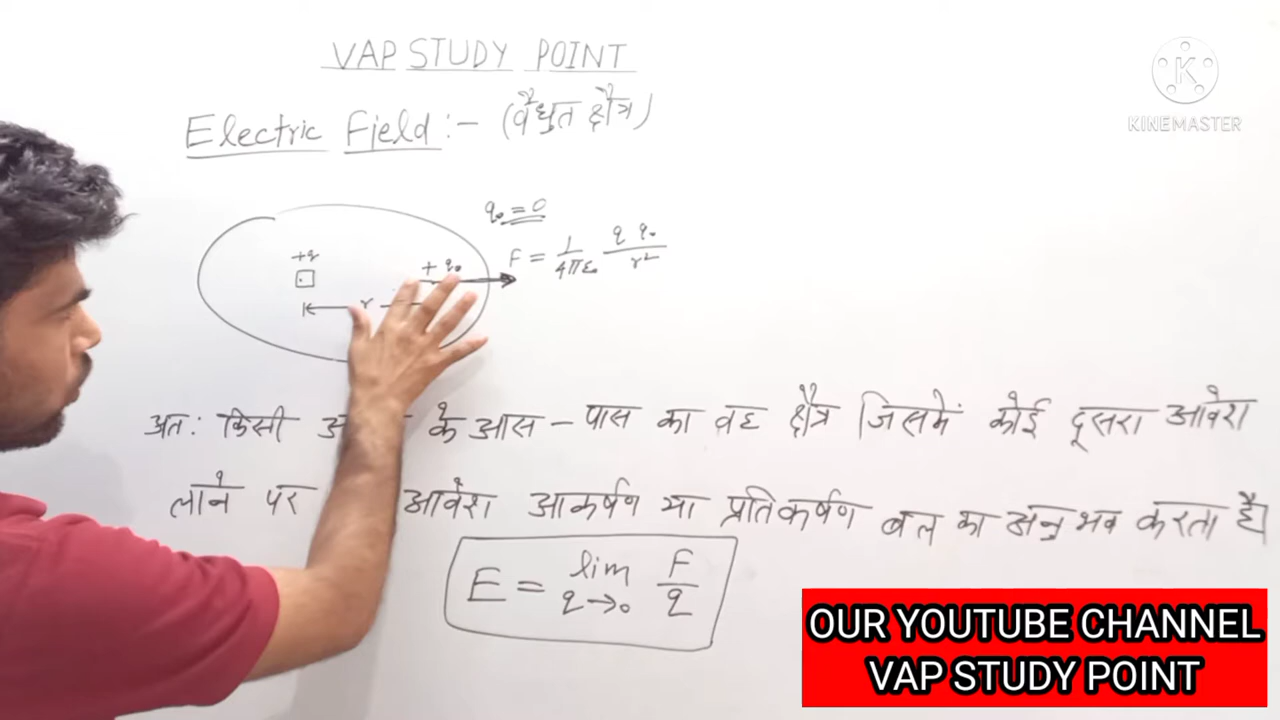 VAP STUDY POINT
Electric Field :- (वैधुत क्षैत्र)
KINEMASTER
q₀ = 0
+q
+ q₀
F = 1/4πε₀ q q₀/r²
r
अत: किसी के आस - पास का वह क्षैत्र जिसमें कोई दूसरा आवेश
लाने पर आवेश आकर्षण या प्रतिकर्षण बल का अनुभव करता है
E = lim q→0 F/q
OUR YOUTUBE CHANNEL
VAP STUDY POINT